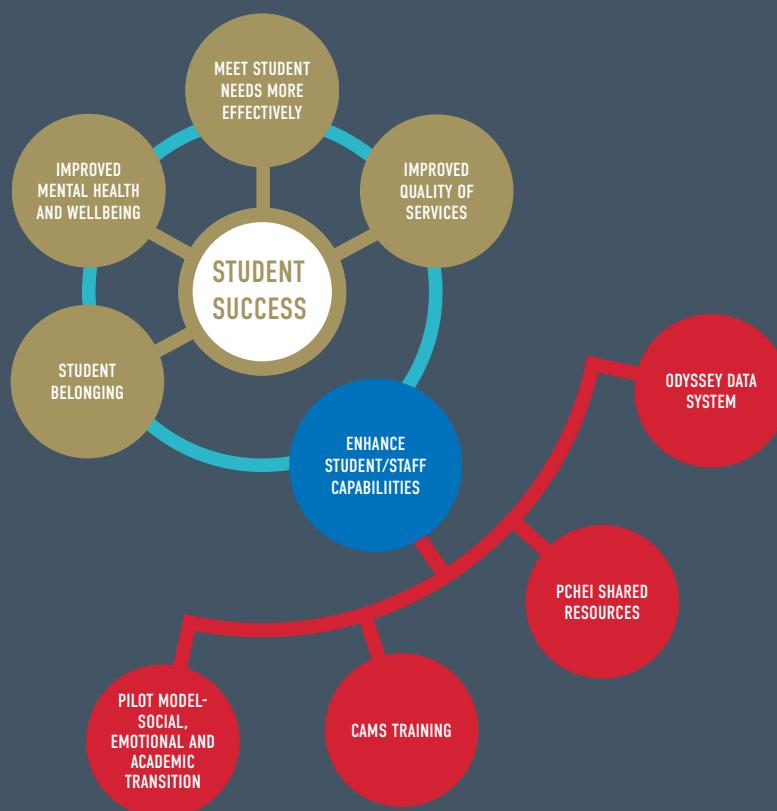 MEET STUDENT
NEEDS MORE
EFFECTIVELY
IMPROVED
MENTAL HEALTH
AND WELLBEING
IMPROVED
QUALITY OF
SERVICES
STUDENT
SUCCESS
STUDENT
BELONGING
ENHANCE
STUDENT/STAFF
CAPABILIITIES
ODYSSEY DATA
SYSTEM
PCHEI SHARED
RESOURCES
CAMS TRAINING
PILOT MODEL-
SOCIAL,
EMOTIONAL AND
ACADEMIC
TRANSITION